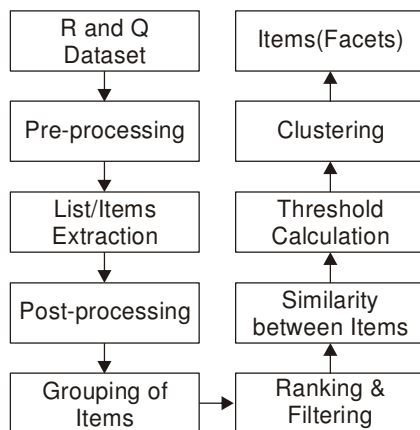 R and Q
Dataset
Pre-processing
List/Items
Extraction
Post-processing
Grouping of
Items
Ranking &
Filtering
Similarity
between Items
Threshold
Calculation
Clustering
Items(Facets)